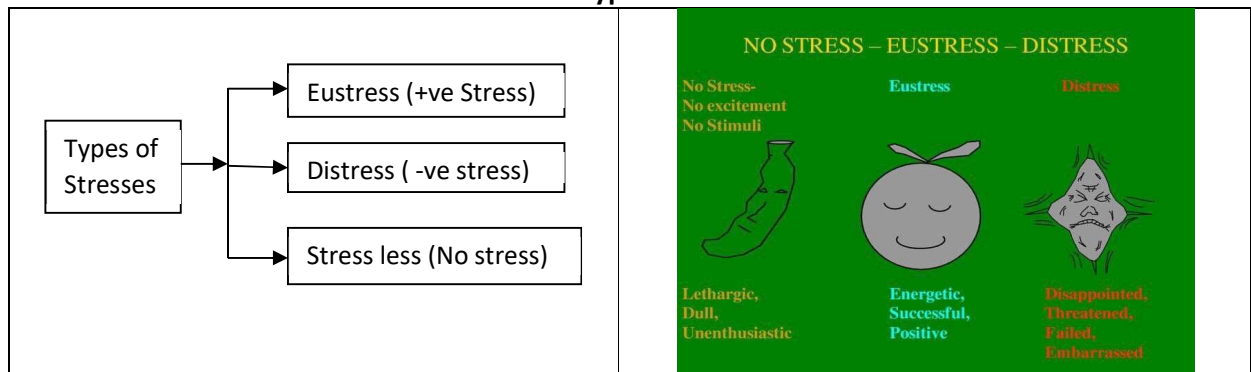 Types of
Stresses
Eustress (+ve Stress)
Distress ( -ve stress)
Stress less (No stress)
NO STRESS – EUSTRESS – DISTRESS
No Stress-
No excitement
No Stimuli
Eustress
Distress
Lethargic,
Dull,
Unenthusiastic
Energetic,
Successful,
Positive
Disappointed,
Threatened,
Failed,
Embarrassed